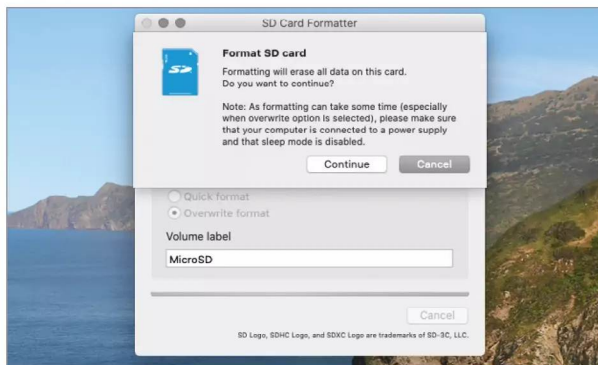 SD Card Formatter
Format SD card
Formatting will erase all data on this card.
Do you want to continue?
Note: As formatting can take some time (especially
when overwrite option is selected), please make sure
that your computer is connected to a power supply
and that sleep mode is disabled.
Continue Cancel
Quick format
Overwrite format
Volume label
MicroSD
Cancel
SD Logo, SDHC Logo, and SDXC Logo are trademarks of SD-3C, LLC.